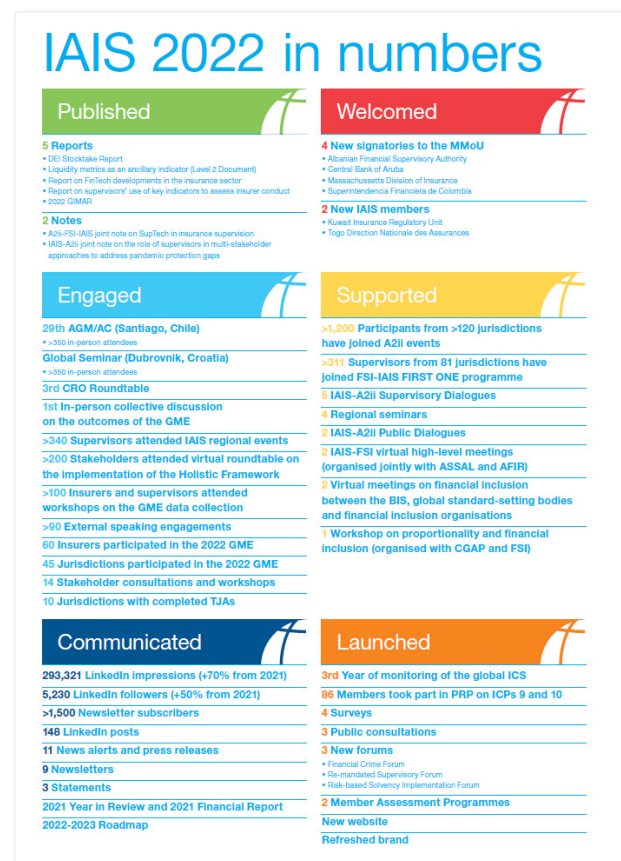 IAIS 2022 in numbers
Published
5 Reports
• DEI Stocktake Report
• Liquidity metrics as an ancillary indicator (Level 2 Document)
• Report on FinTech developments in the insurance sector
• Report on supervisors' use of key indicators to assess insurer conduct
• 2022 GIMAR
2 Notes
• A2ii-FSI-IAIS joint note on SupTech in insurance supervision
• IAIS-A2ii joint note on the role of supervisors in multi-stakeholder
approaches to address pandemic protection gaps
Welcomed
4 New signatories to the MMoU
• Albanian Financial Supervisory Authority
• Central Bank of Aruba
• Massachussetts Division of Insurance
• Superintendencia Financiera de Colombia
2 New IAIS members
• Kuwait Insurance Regulatory Unit
• Togo Direction Nationale des Assurances
Engaged
29th AGM/AC (Santiago, Chile)
• >350 in-person attendees
Global Seminar (Dubrovnik, Croatia)
• >350 in-person attendees
3rd CRO Roundtable
1st In-person collective discussion
on the outcomes of the GME
>340 Supervisors attended IAIS regional events
>200 Stakeholders attended virtual roundtable on
the implementation of the Holistic Framework
>100 Insurers and supervisors attended
workshops on the GME data collection
>90 External speaking engagements
60 Insurers participated in the 2022 GME
45 Jurisdictions participated in the 2022 GME
14 Stakeholder consultations and workshops
10 Jurisdictions with completed TJAs
Supported
>1,200 Participants from >120 jurisdictions
have joined A2ii events
>311 Supervisors from 81 jurisdictions have
joined FSI-IAIS FIRST ONE programme
5 IAIS-A2ii Supervisory Dialogues
4 Regional seminars
2 IAIS-A2ii Public Dialogues
2 IAIS-FSI virtual high-level meetings
(organised jointly with ASSAL and AFIR)
2 Virtual meetings on financial inclusion
between the BIS, global standard-setting bodies
and financial inclusion organisations
1 Workshop on proportionality and financial
inclusion (organised with CGAP and FSI)
Communicated
293,321 LinkedIn impressions (+70% from 2021)
5,230 LinkedIn followers (+50% from 2021)
>1,500 Newsletter subscribers
148 LinkedIn posts
11 News alerts and press releases
9 Newsletters
3 Statements
2021 Year in Review and 2021 Financial Report
2022-2023 Roadmap
Launched
3rd Year of monitoring of the global ICS
86 Members took part in PRP on ICPs 9 and 10
4 Surveys
3 Public consultations
3 New forums
• Financial Crime Forum
• Re-mandated Supervisory Forum
• Risk-based Solvency Implementation Forum
2 Member Assessment Programmes
New website
Refreshed brand